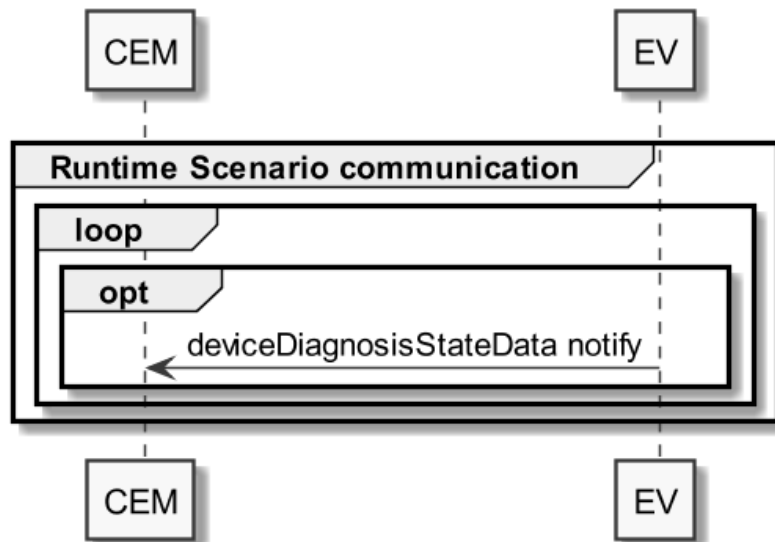 CEM
EV
Runtime Scenario communication
loop
opt
deviceDiagnosisStateData notify
CEM
EV